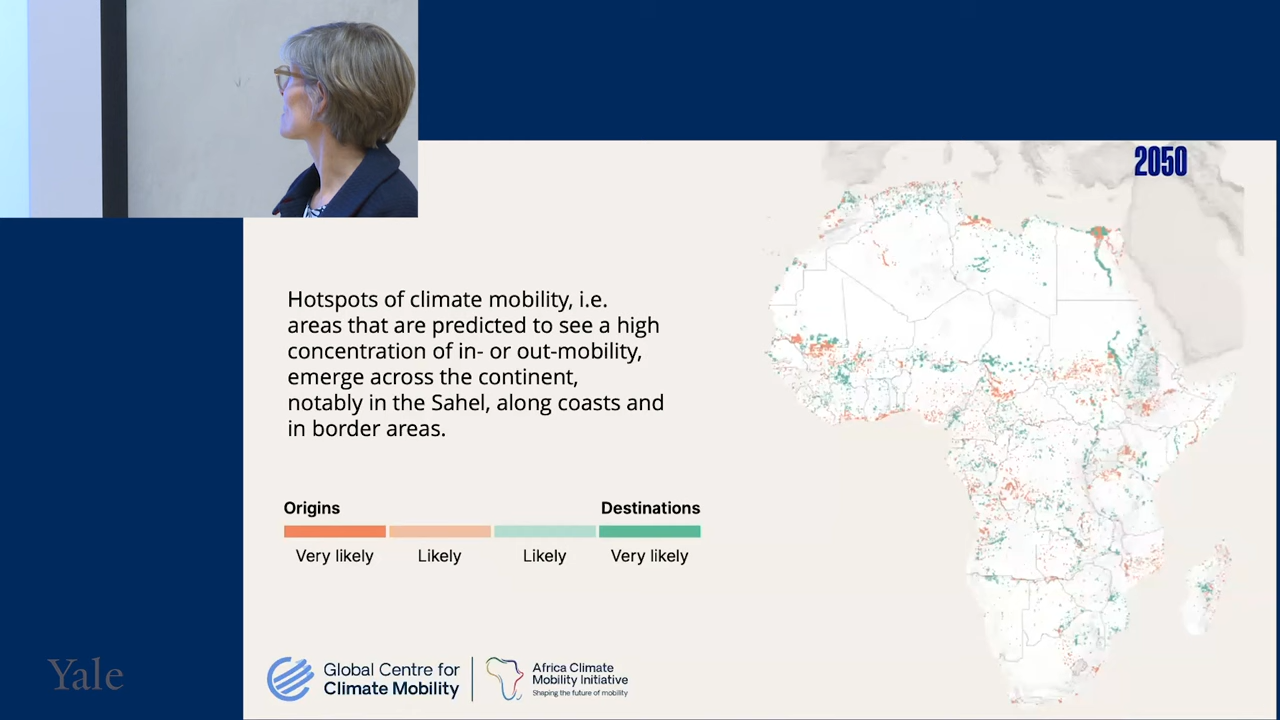 2050
Hotspots of climate mobility, i.e.
areas that are predicted to see a high
concentration of in- or out-mobility,
emerge across the continent,
notably in the Sahel, along coasts and
in border areas.
Origins
Destinations
Very likely
Likely
Likely
Very likely
Yale
Global Centre for
Climate Mobility
Africa Climate
Mobility Initiative
Shaping the future of mobility